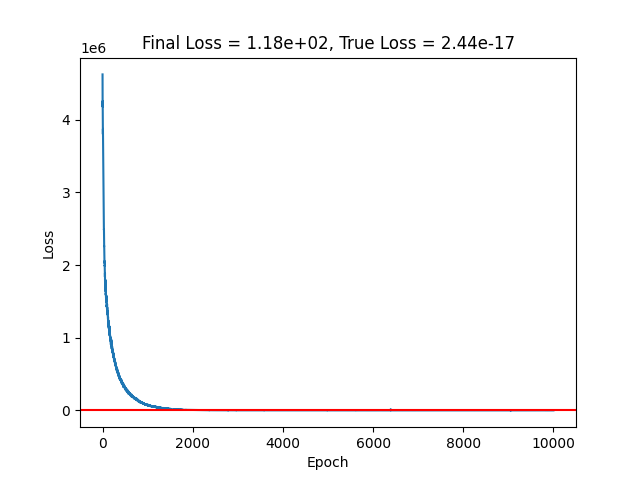 Final Loss = 1.18e+02, True Loss = 2.44e-17
1e6
4
3
2
1
0
Loss
0 2000 4000 6000 8000 10000
Epoch